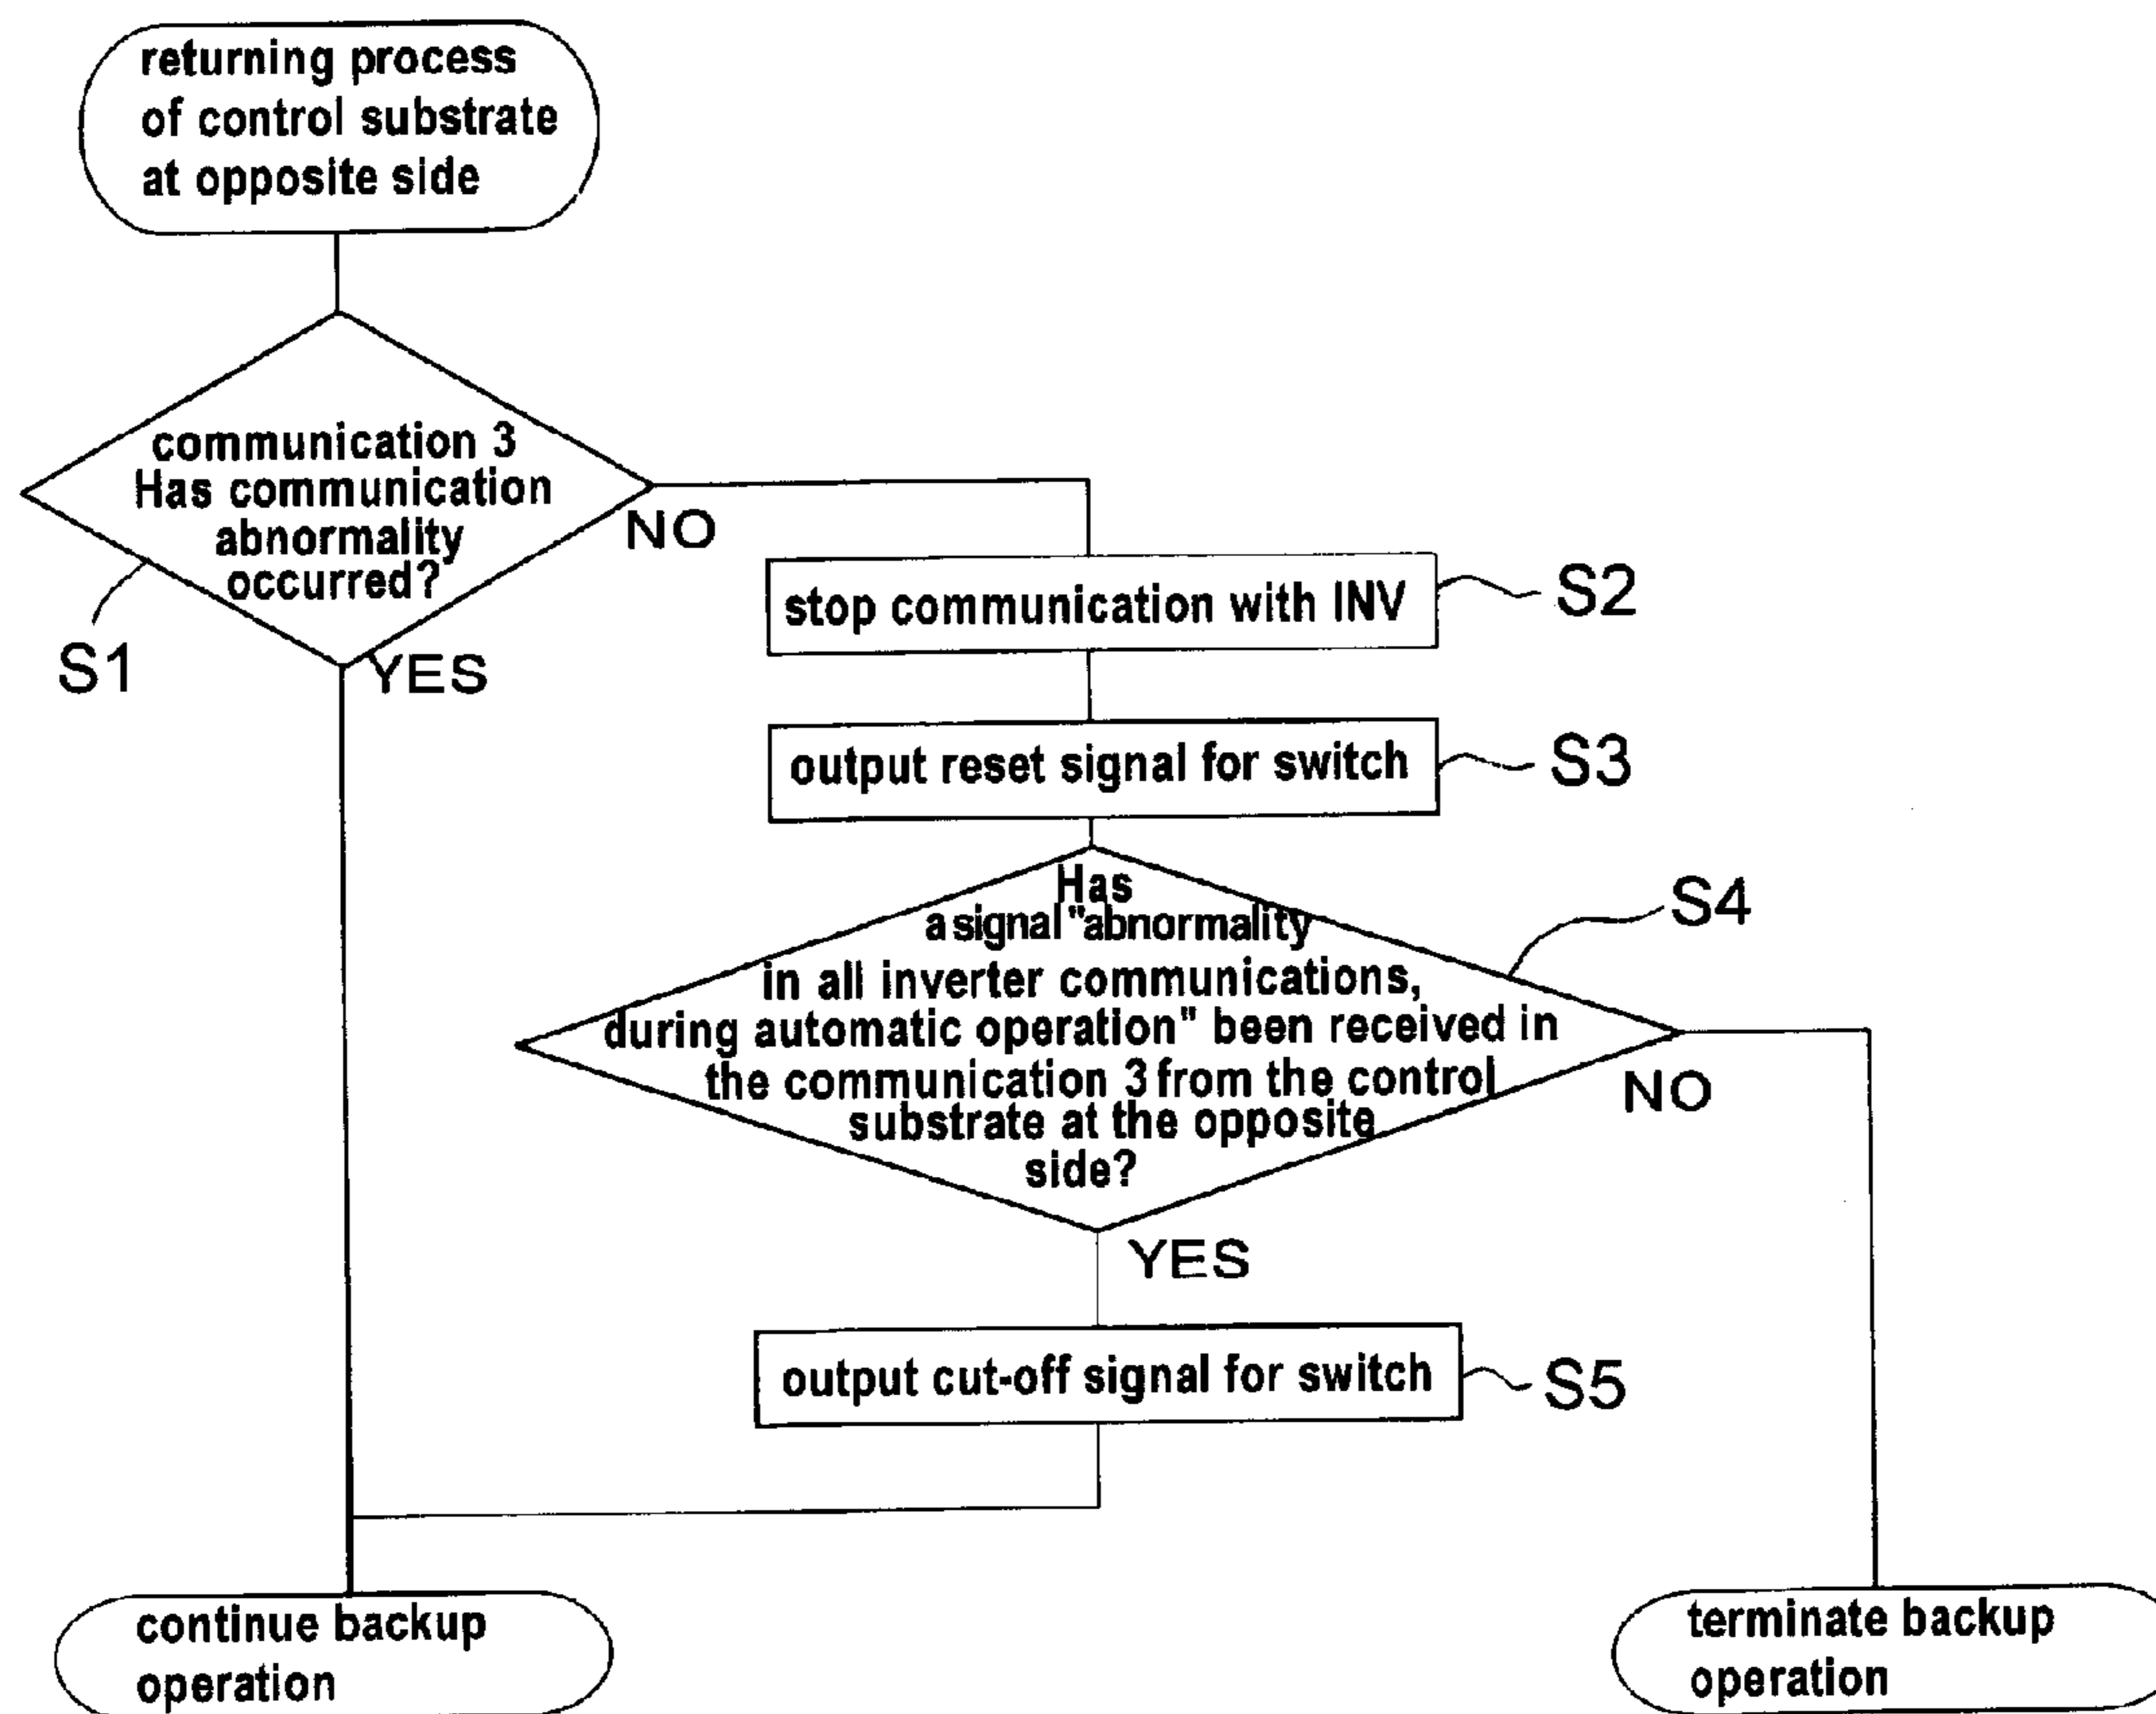 returning process
of control substrate
at opposite side
communication 3
Has communication
abnormality
occurred?
NO
S1
YES
stop communication with INV
S2
output reset signal for switch
S3
Has
a signal "abnormality
in all inverter communications,
during automatic operation" been received in
the communication 3 from the control
substrate at the opposite
side?
S4
NO
YES
output cut-off signal for switch
S5
continue backup
operation
terminate backup
operation